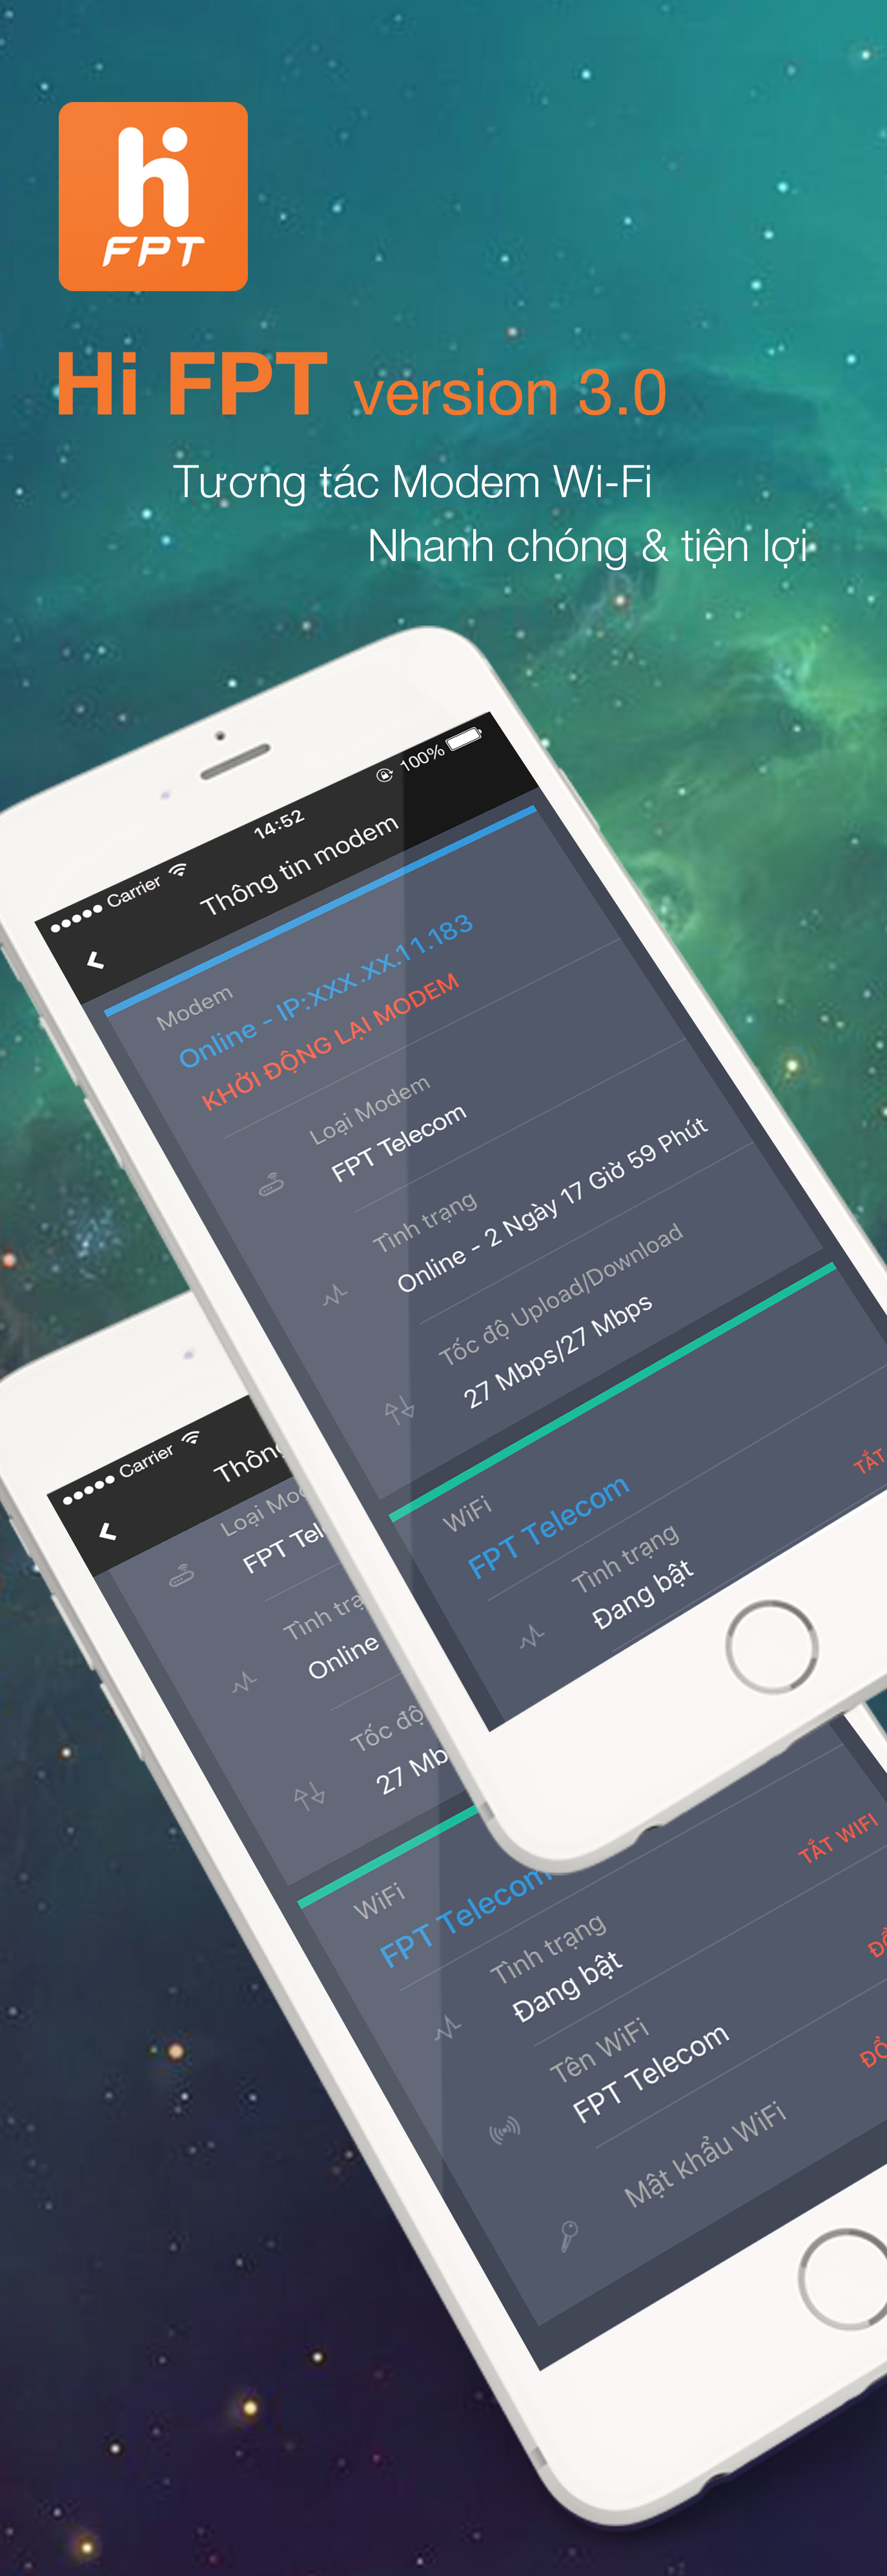 hi
FPT
Hi FPT version 3.0
Tương tác Modem Wi-Fi
Nhanh chóng & tiện lợi
Carrier 14:52 100%
Thông tin modem
Modem
Online - IP:XXX.XX.11.183
KHỞI ĐỘNG LẠI MODEM
Loại Modem
FPT Telecom
Tình trạng
Online - 2 Ngày 17 Giờ 59 Phút
Tốc độ Upload/Download
27 Mbps/27 Mbps
WiFi
FPT Telecom
TẮT
Tình trạng
Đang bật
Carrier
Thông
Loại Mo
FPT Tel
Tình trạ
Online
Tốc độ
27 Mb
WiFi
FPT Telecom
TẮT WIFI
Tình trạng
Đang bật
Tên WiFi
FPT Telecom
Mật khẩu WiFi